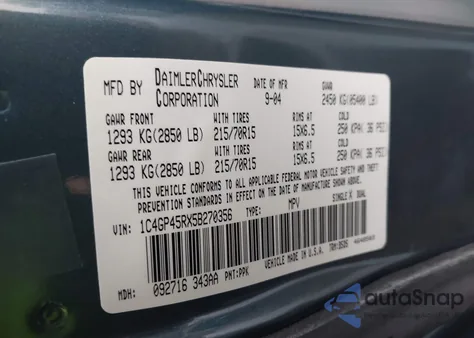 MFD BY DAIMLERCHRYSLER CORPORATION DATE OF MFR 9-04 GVWR 2450 KG(05400 LB)
GAWR FRONT WITH TIRES RIMS AT COLD
1293 KG(2850 LB) 215/70R15 15X6.5 250 KPA( 36 PSI)
GAWR REAR WITH TIRES RIMS AT COLD
1293 KG(2850 LB) 215/70R15 15X6.5 250 KPA( 36 PSI)
THIS VEHICLE CONFORMS TO ALL APPLICABLE FEDERAL MOTOR VEHICLE SAFETY, BUMPER, AND THEFT PREVENTION STANDARDS IN EFFECT ON THE DATE OF MANUFACTURE SHOWN ABOVE.
VIN: 1C4GP45RX5B270356 TYPE: MPV SINGLE X DUAL
MDH: 092716 343AA PNT:PPK VEHICLE MADE IN U.S.A.
autoSnap